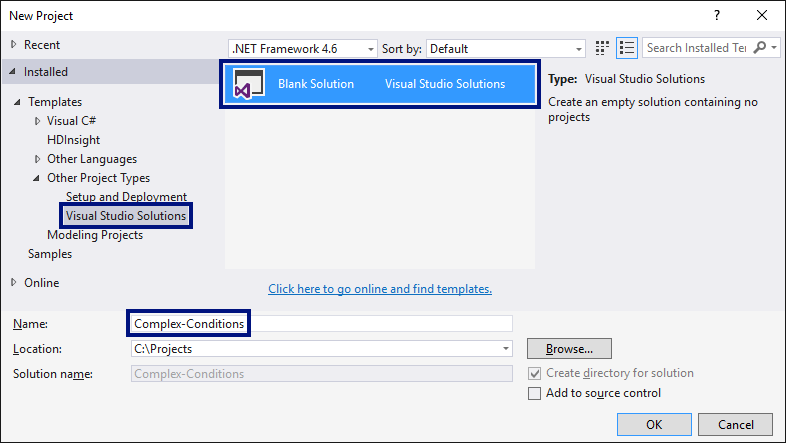 New Project
Recent
.NET Framework 4.6 Sort by: Default
Installed
Blank Solution Visual Studio Solutions
Type: Visual Studio Solutions
Create an empty solution containing no
projects
Templates
Visual C#
HDInsight
Other Languages
Other Project Types
Setup and Deployment
Visual Studio Solutions
Modeling Projects
Samples
Online
Click here to go online and find templates.
Name: Complex-Conditions
Location: C:\Projects Browse...
Solution name: Complex-Conditions
Create directory for solution
Add to source control
OK Cancel